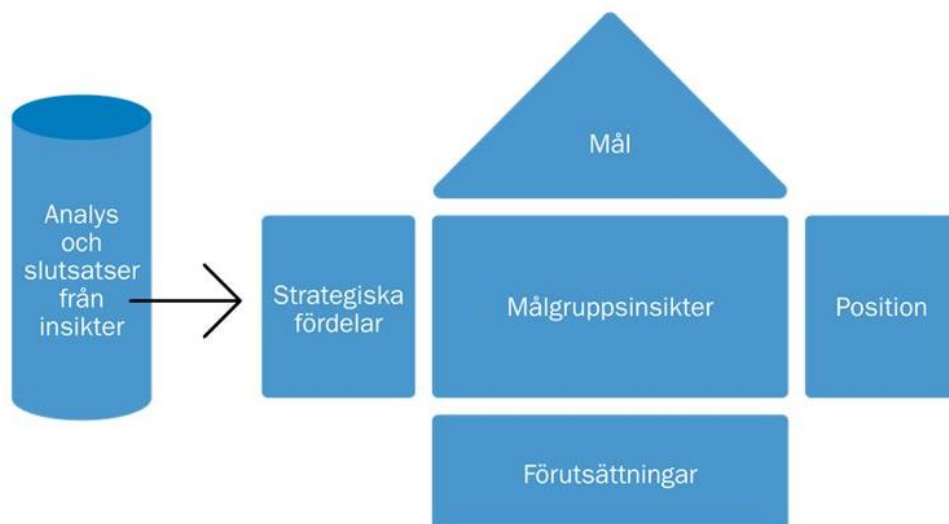 Mål
Analys
och
slutsatser
från
insikter
Strategiska
fördelar
Målgruppsinsikter
Position
Förutsättningar